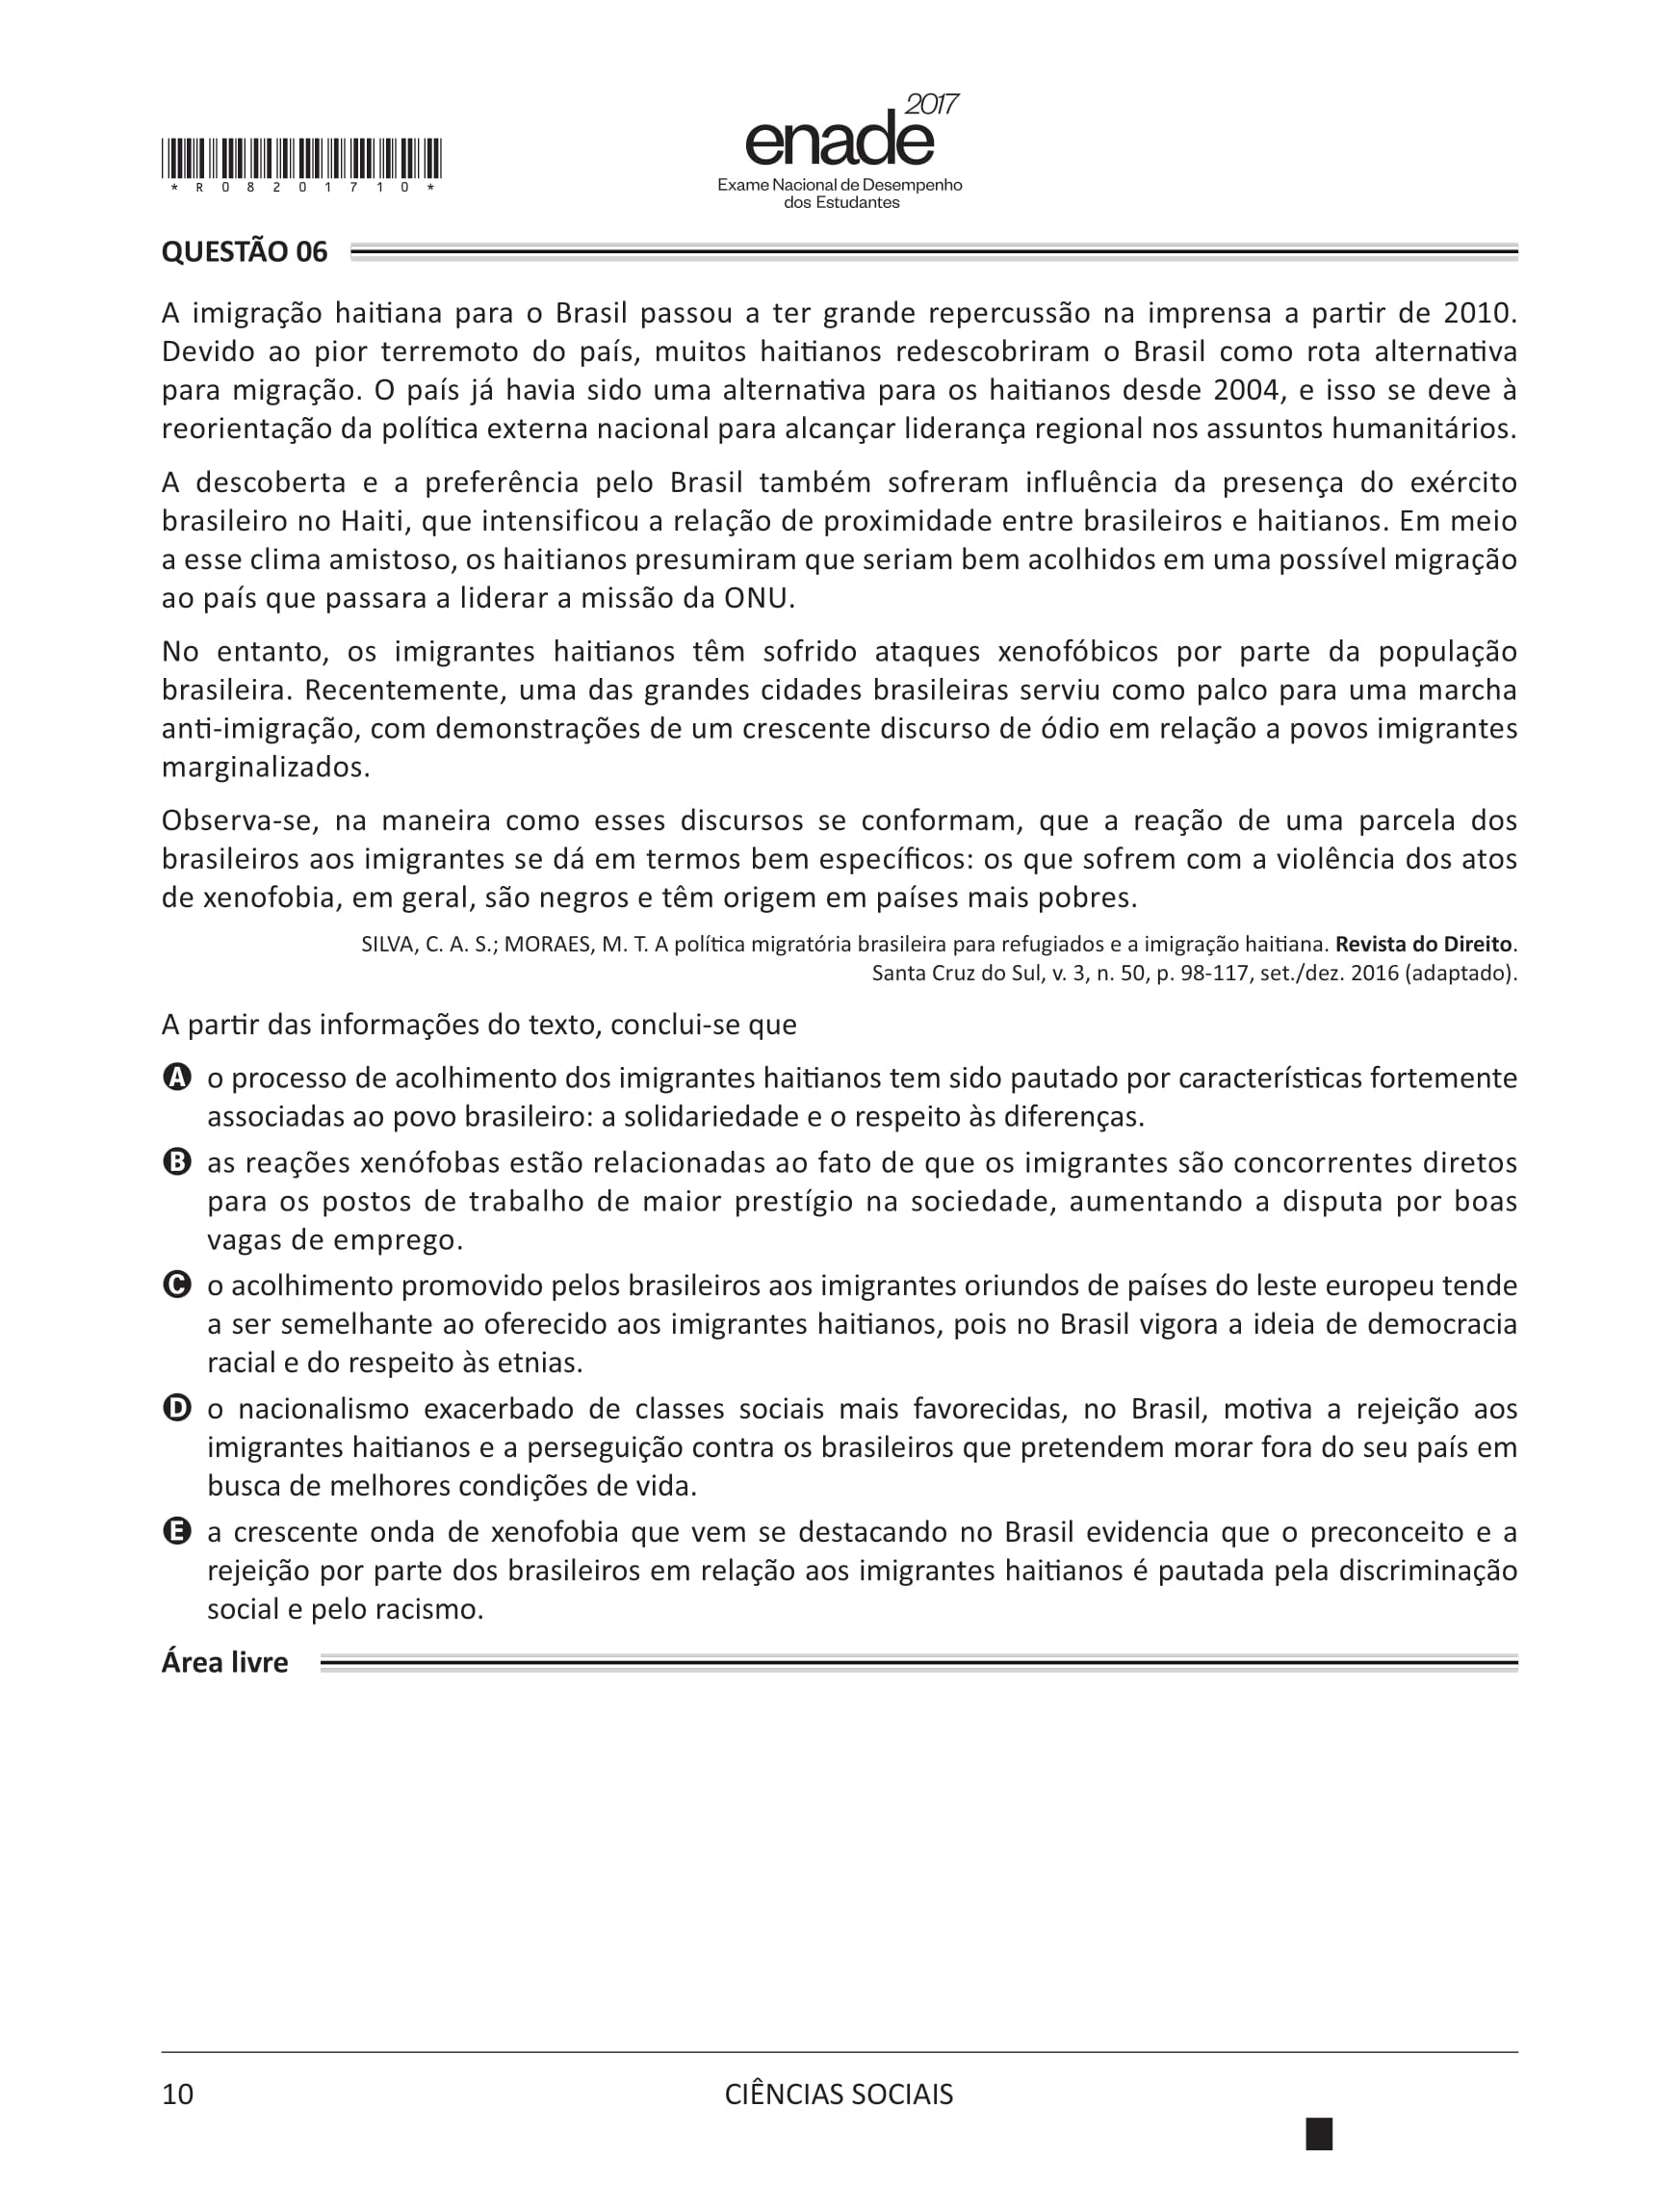 2017
enade
Exame Nacional de Desempenho
dos Estudantes
*R08201710*
QUESTÃO 06
A imigração haitiana para o Brasil passou a ter grande repercussão na imprensa a partir de 2010.
Devido ao pior terremoto do país, muitos haitianos redescobriram o Brasil como rota alternativa
para migração. O país já havia sido uma alternativa para os haitianos desde 2004, e isso se deve à
reorientação da política externa nacional para alcançar liderança regional nos assuntos humanitários.
A descoberta e a preferência pelo Brasil também sofreram influência da presença do exército
brasileiro no Haiti, que intensificou a relação de proximidade entre brasileiros e haitianos. Em meio
a esse clima amistoso, os haitianos presumiram que seriam bem acolhidos em uma possível migração
ao país que passara a liderar a missão da ONU.
No entanto, os imigrantes haitianos têm sofrido ataques xenofóbicos por parte da população
brasileira. Recentemente, uma das grandes cidades brasileiras serviu como palco para uma marcha
anti-imigração, com demonstrações de um crescente discurso de ódio em relação a povos imigrantes
marginalizados.
Observa-se, na maneira como esses discursos se conformam, que a reação de uma parcela dos
brasileiros aos imigrantes se dá em termos bem específicos: os que sofrem com a violência dos atos
de xenofobia, em geral, são negros e têm origem em países mais pobres.
SILVA, C. A. S.; MORAES, M. T. A política migratória brasileira para refugiados e a imigração haitiana. Revista do Direito.
Santa Cruz do Sul, v. 3, n. 50, p. 98-117, set./dez. 2016 (adaptado).
A partir das informações do texto, conclui-se que
A o processo de acolhimento dos imigrantes haitianos tem sido pautado por características fortemente
associadas ao povo brasileiro: a solidariedade e o respeito às diferenças.
B as reações xenófobas estão relacionadas ao fato de que os imigrantes são concorrentes diretos
para os postos de trabalho de maior prestígio na sociedade, aumentando a disputa por boas
vagas de emprego.
C o acolhimento promovido pelos brasileiros aos imigrantes oriundos de países do leste europeu tende
a ser semelhante ao oferecido aos imigrantes haitianos, pois no Brasil vigora a ideia de democracia
racial e do respeito às etnias.
D o nacionalismo exacerbado de classes sociais mais favorecidas, no Brasil, motiva a rejeição aos
imigrantes haitianos e a perseguição contra os brasileiros que pretendem morar fora do seu país em
busca de melhores condições de vida.
E a crescente onda de xenofobia que vem se destacando no Brasil evidencia que o preconceito e a
rejeição por parte dos brasileiros em relação aos imigrantes haitianos é pautada pela discriminação
social e pelo racismo.
Área livre
10
CIÊNCIAS SOCIAIS